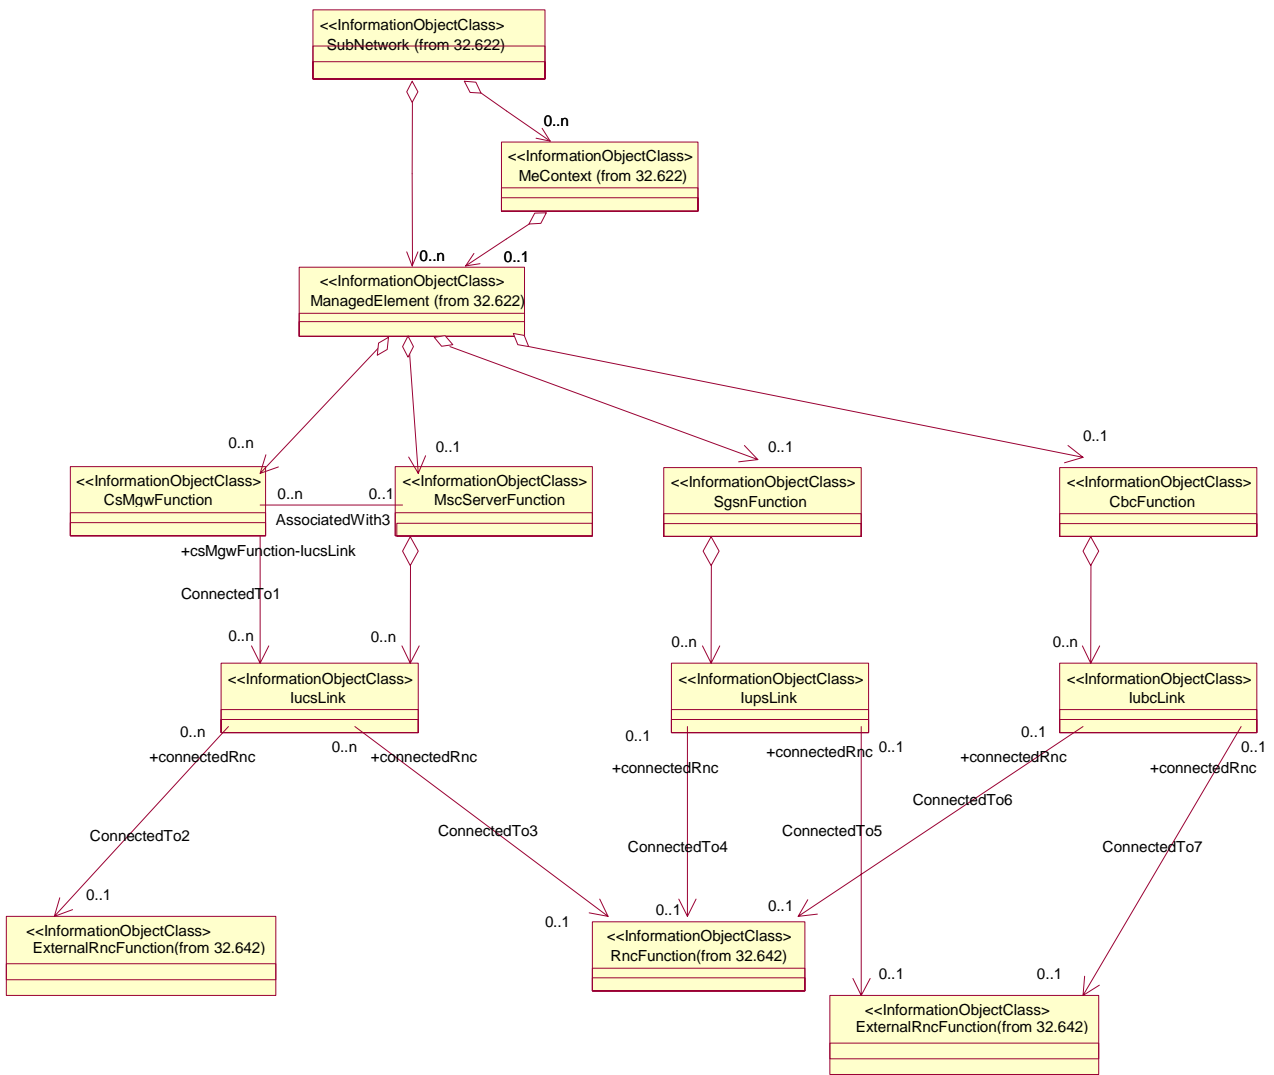 <<InformationObjectClass>
SubNetwork (from 32.622)
0..n
<<InformationObjectClass>
MeContext (from 32.622)
0..n
0..1
<<InformationObjectClass>
ManagedElement (from 32.622)
0..n
0..1
0..1
0..1
<<InformationObjectClass>
CsMgwFunction
0..n
0..1
AssociatedWith3
<<InformationObjectClass>
MscServerFunction
<<InformationObjectClass>
SgsnFunction
<<InformationObjectClass>
CbcFunction
+csMgwFunction-IucsLink
ConnectedTo1
0..n
0..n
0..n
0..n
<<InformationObjectClass>
IucsLink
<<InformationObjectClass>
IupsLink
<<InformationObjectClass>
IubcLink
0..n
+connectedRnc
0..n
+connectedRnc
0..1
+connectedRnc
+connectedRnc
0..1
0..1
+connectedRnc
0..1
+connectedRnc
ConnectedTo2
ConnectedTo3
ConnectedTo4
ConnectedTo5
ConnectedTo6
ConnectedTo7
0..1
0..1
0..1
0..1
<<InformationObjectClass>
ExternalRncFunction(from 32.642)
<<InformationObjectClass>
RncFunction(from 32.642)
0..1
0..1
<<InformationObjectClass>
ExternalRncFunction(from 32.642)